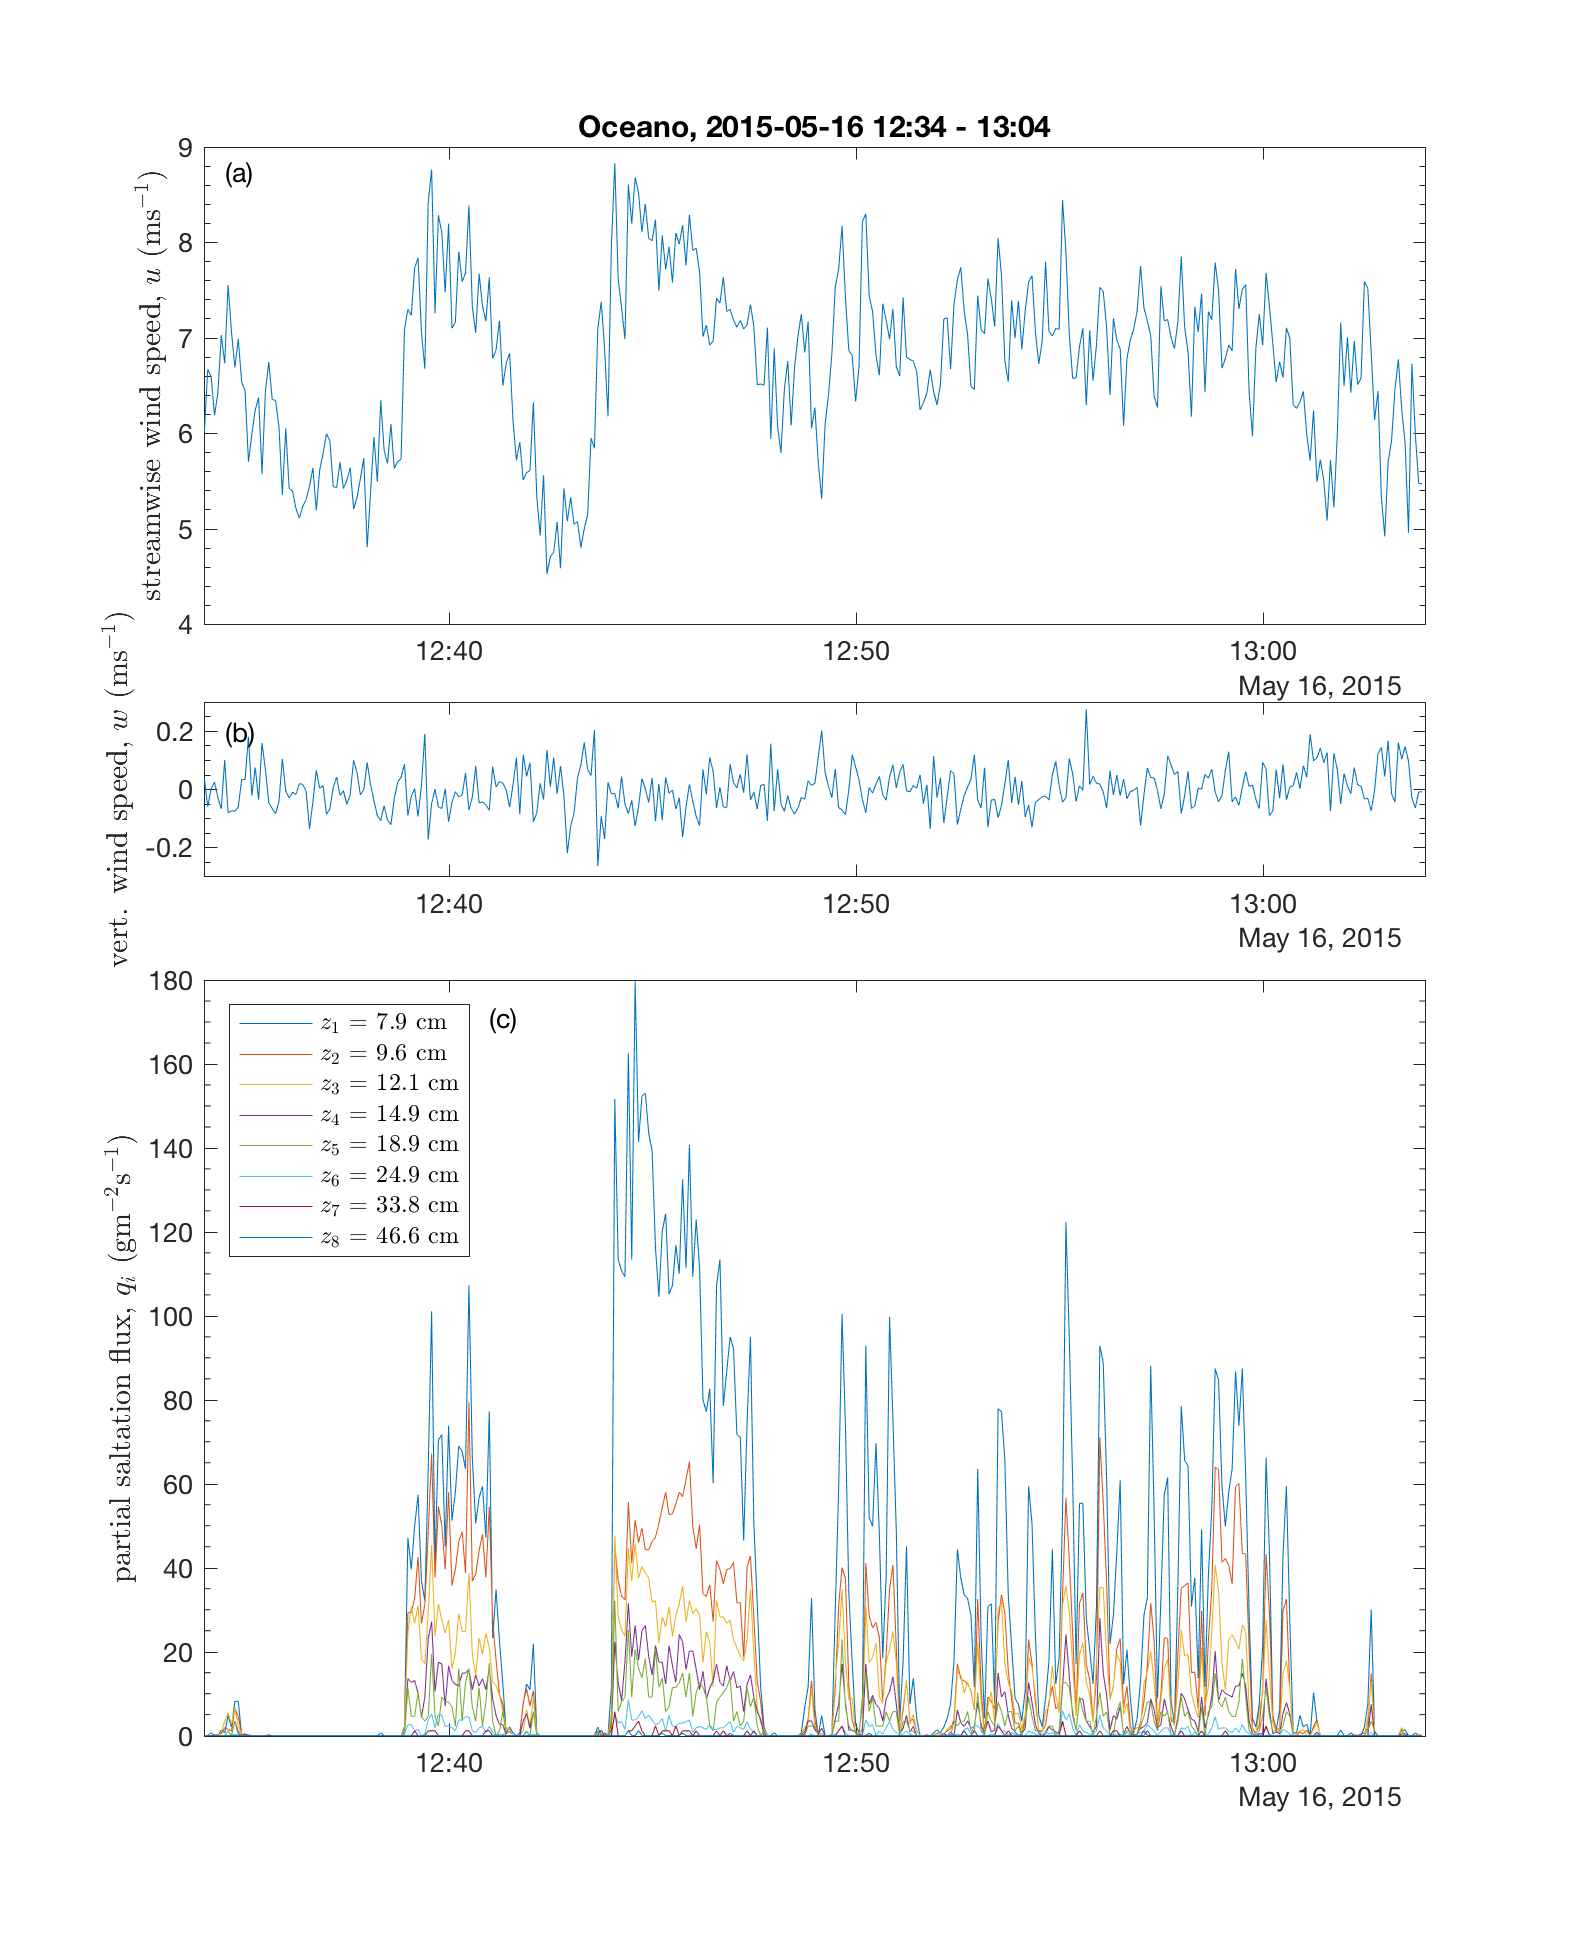 Oceano, 2015-05-16 12:34 - 13:04
(a)
streamwise wind speed, u (ms⁻¹)
9
8
7
6
5
4
12:40 12:50 13:00
May 16, 2015
(b)
vert. wind speed, w (ms⁻¹)
0.2
0
-0.2
12:40 12:50 13:00
May 16, 2015
(c)
partial saltation flux, qᵢ (gm⁻²s⁻¹)
180
160
140
120
100
80
60
40
20
0
z₁ = 7.9 cm
z₂ = 9.6 cm
z₃ = 12.1 cm
z₄ = 14.9 cm
z₅ = 18.9 cm
z₆ = 24.9 cm
z₇ = 33.8 cm
z₈ = 46.6 cm
12:40 12:50 13:00
May 16, 2015